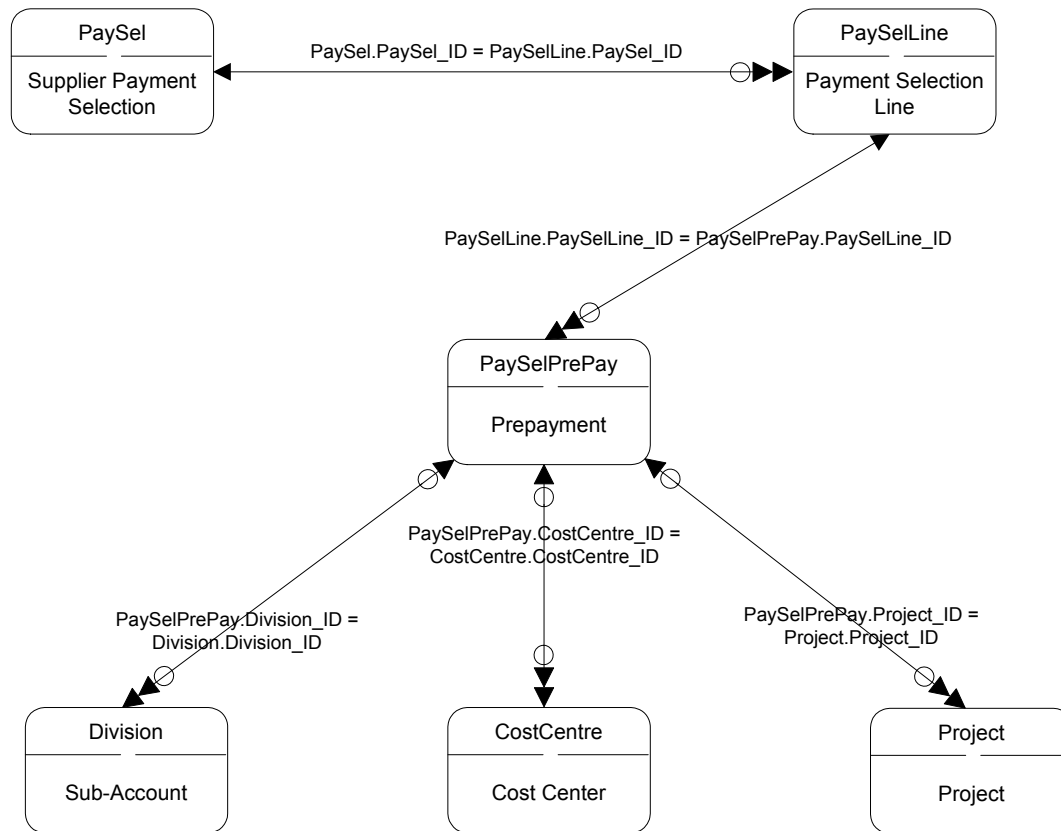 PaySel
Supplier Payment
Selection
PaySel.PaySel_ID = PaySelLine.PaySel_ID
PaySelLine
Payment Selection
Line
PaySelLine.PaySelLine_ID = PaySelPrePay.PaySelLine_ID
PaySelPrePay
Prepayment
PaySelPrePay.CostCentre_ID =
CostCentre.CostCentre_ID
PaySelPrePay.Division_ID =
Division.Division_ID
PaySelPrePay.Project_ID =
Project.Project_ID
Division
Sub-Account
CostCentre
Cost Center
Project
Project